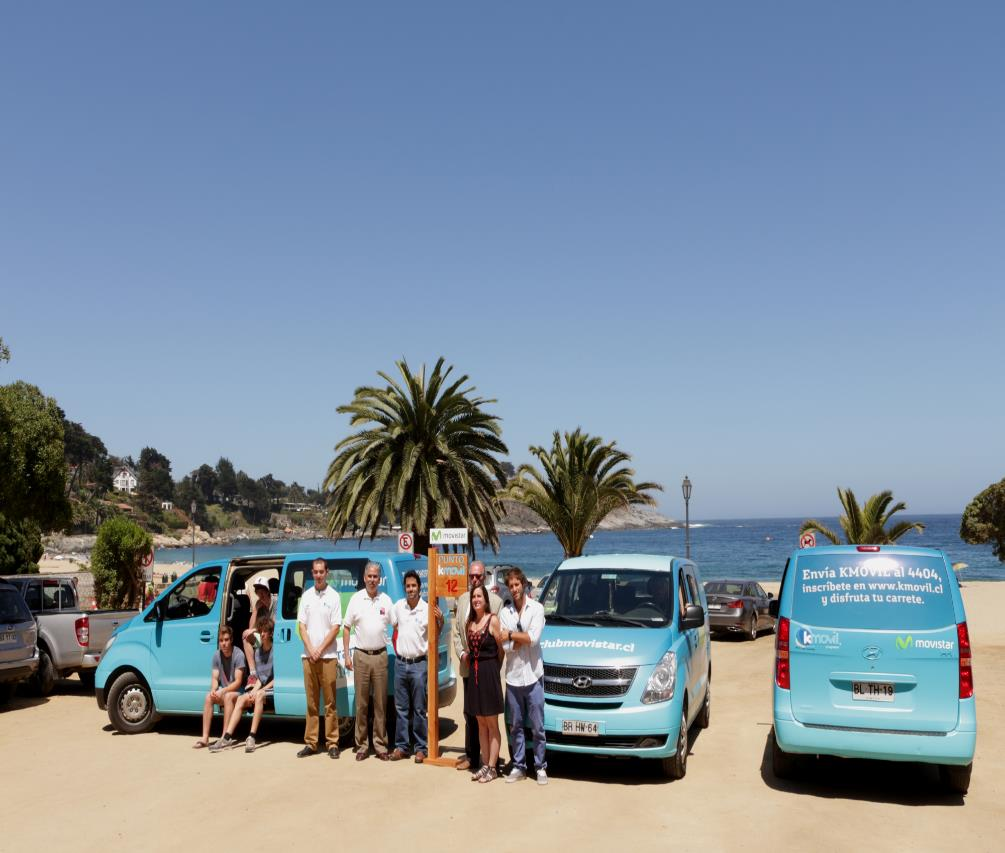 movistar
PUNTO
kmovil
12
clubmovistar.cl
BR HW 64
Envía KMOVIL al 4404,
inscríbete en www.kmovil.cl
y disfruta tu carrete.
kmovil
movistar
BL TH 19